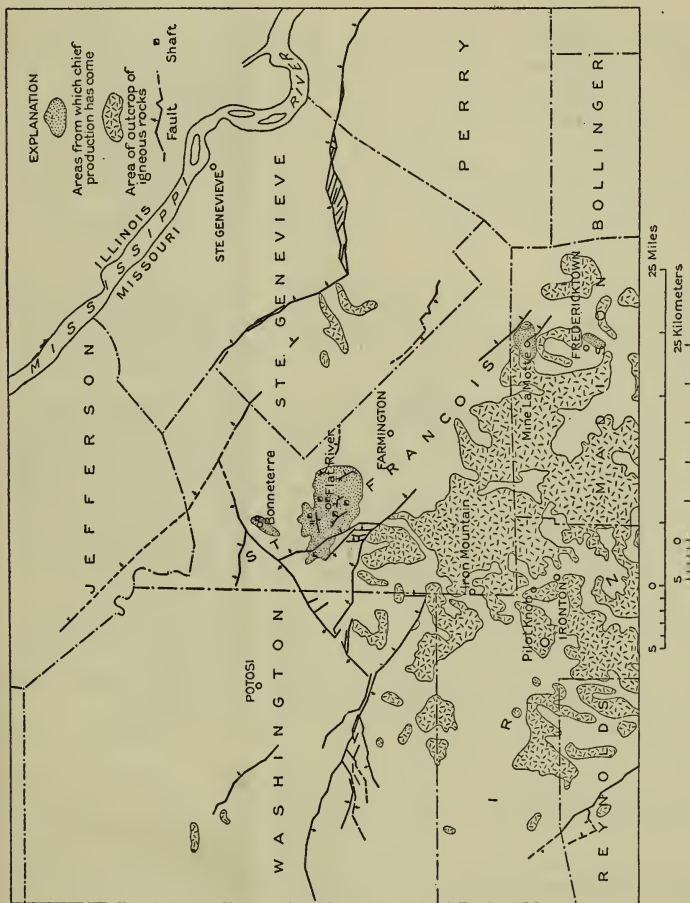 EXPLANATION
Areas from which chief
production has come
Area of outcrop of
igneous rocks
Fault
Shaft
ILLINOIS
MISSISSIPPI
RIVER
MISSOURI
STE GENEVIEVE
JEFFERSON
STE. GENEVIEVE
PERRY
BOLLINGER
WASHINGTON
POTOSI
Bonneterre
Flat River
FARMINGTON
ST
FRANCOIS
Mine La Motte
FREDERICKTOWN
Iron Mountain
Pilot Knob
IRONTON
IRON
MADISON
REYNOLDS
5
0
25 Miles
5
0
25 Kilometers